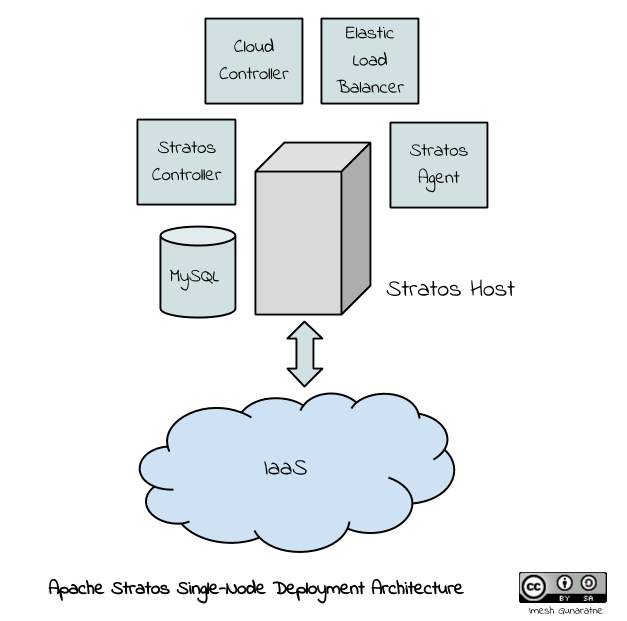 Cloud
Controller
Elastic
Load
Balancer
Stratos
Controller
Stratos
Agent
MySQL
Stratos Host
IaaS
Apache Stratos Single-Node Deployment Architecture
cc
BY SA
Imesh Gunaratne